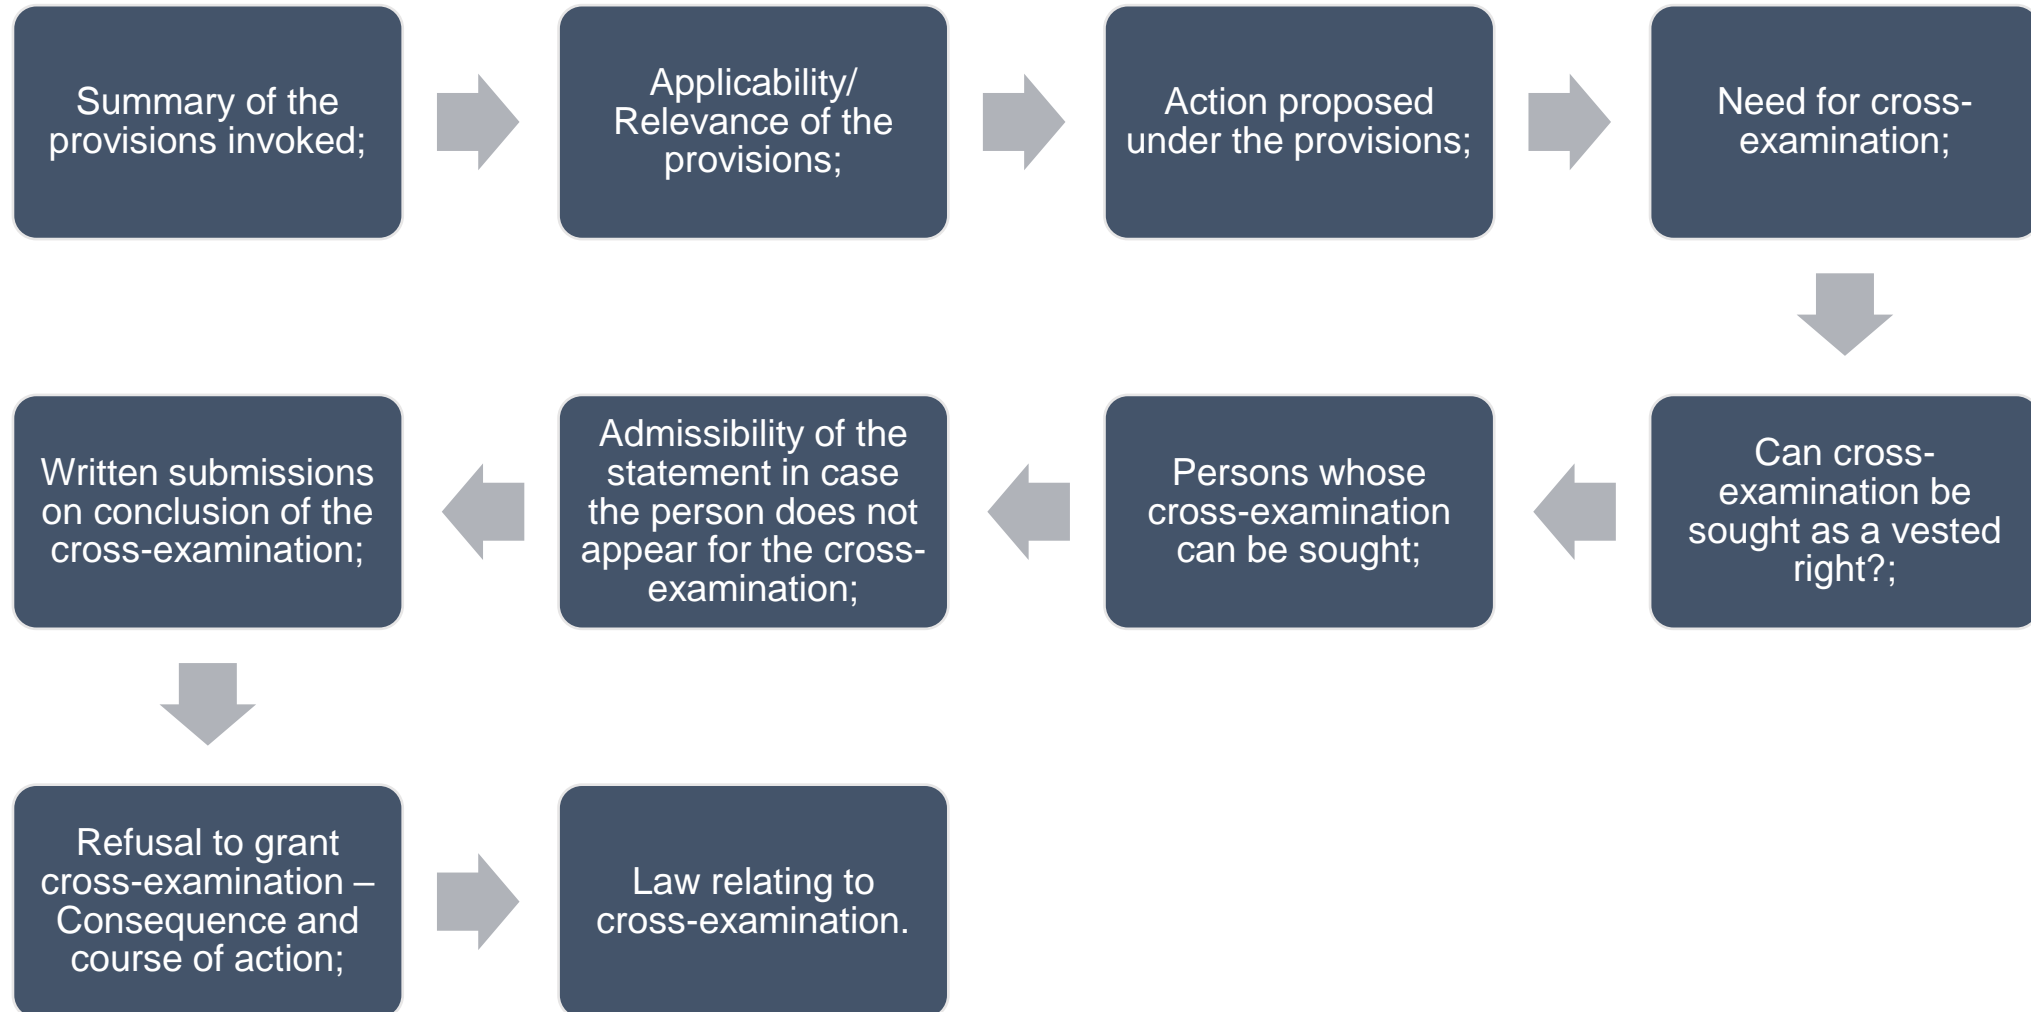 Summary of the
provisions invoked;
Applicability/
Relevance of the
provisions;
Action proposed
under the provisions;
Need for cross-
examination;
Can cross-
examination be
sought as a vested
right?;
Persons whose
cross-examination
can be sought;
Admissibility of the
statement in case
the person does not
appear for the cross-
examination;
Written submissions
on conclusion of the
cross-examination;
Refusal to grant
cross-examination –
Consequence and
course of action;
Law relating to
cross-examination.